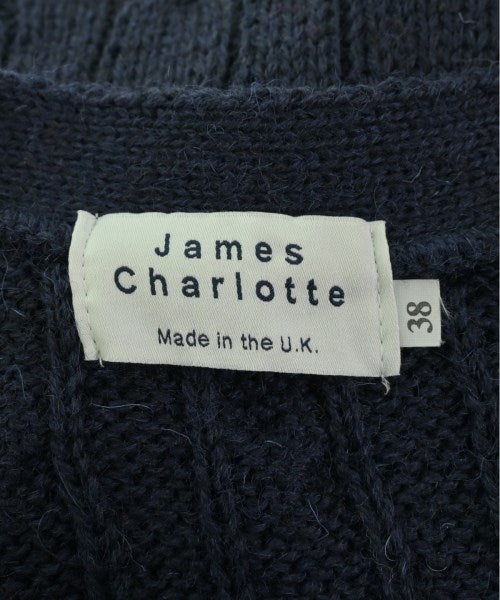 James
Charlotte
Made in the U.K.
38